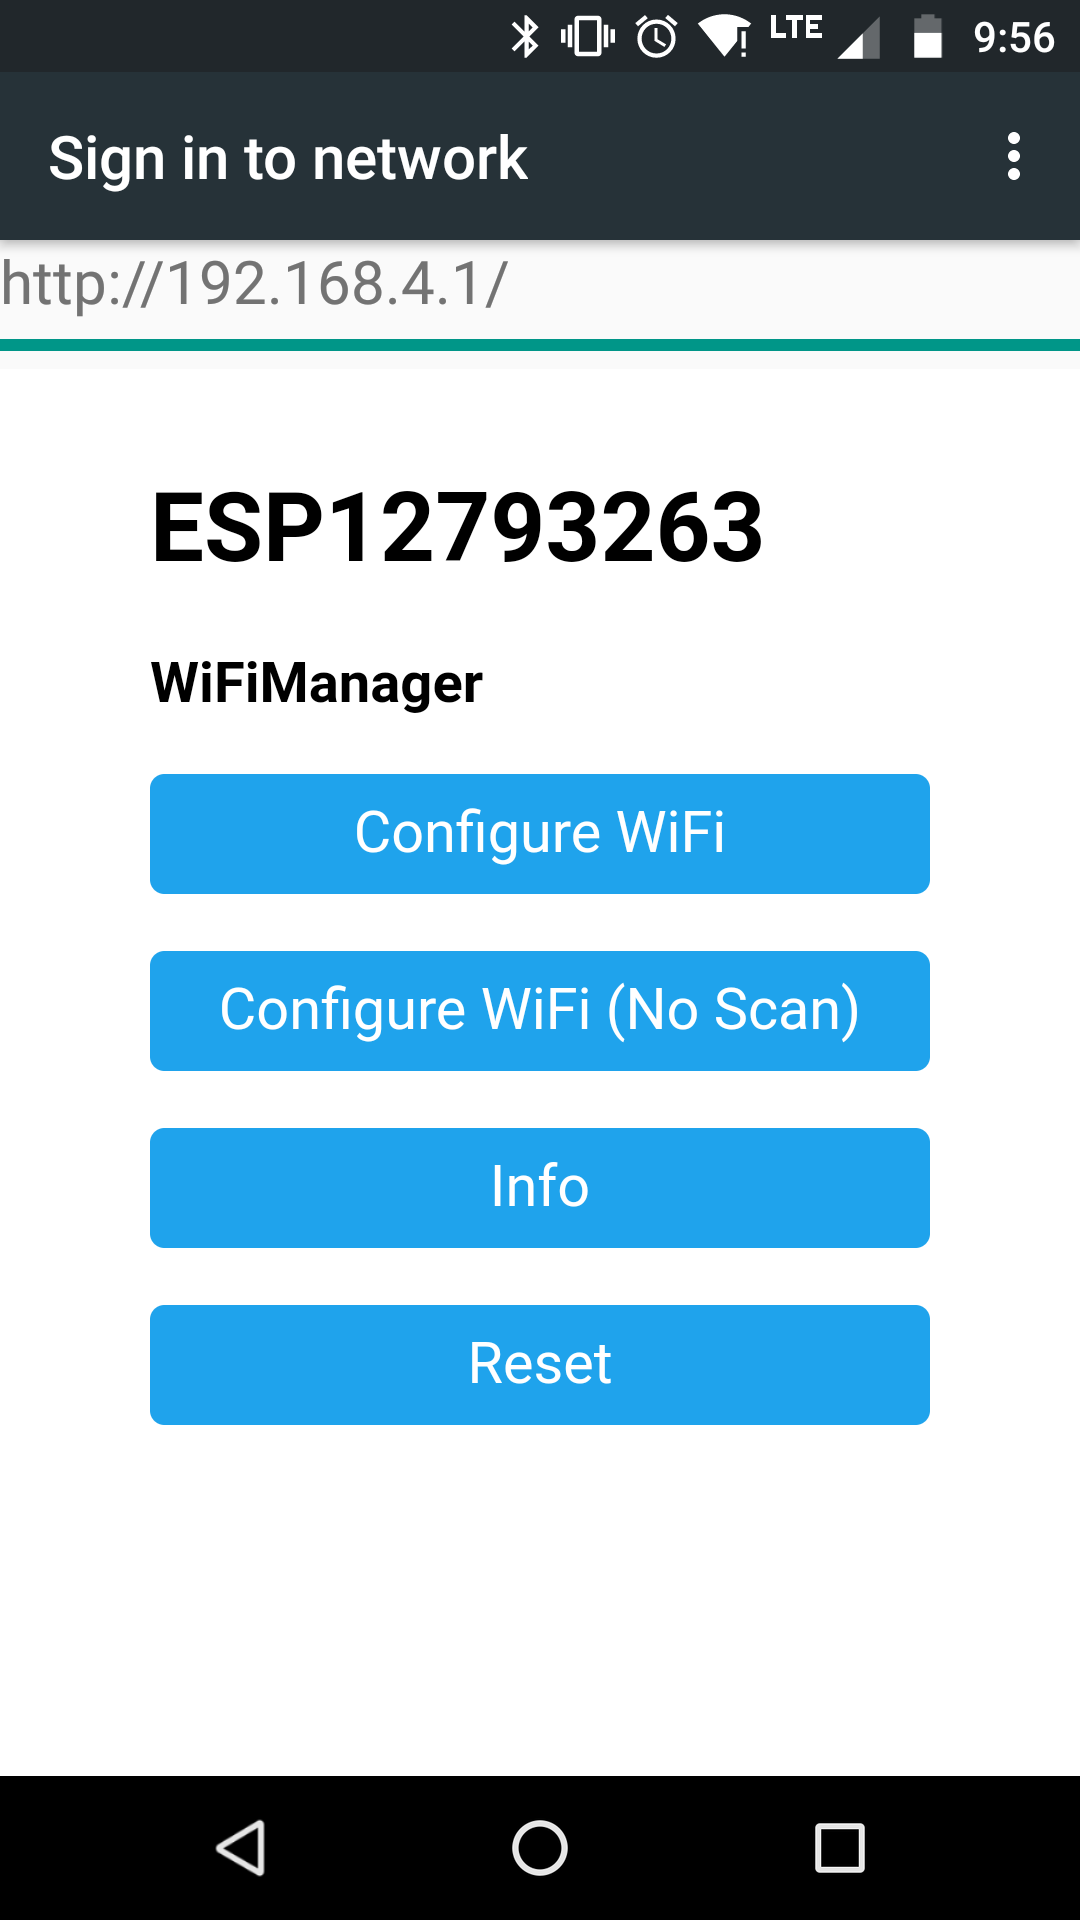 LTE 9:56
Sign in to network
http://192.168.4.1/
ESP12793263
WiFiManager
Configure WiFi
Configure WiFi (No Scan)
Info
Reset